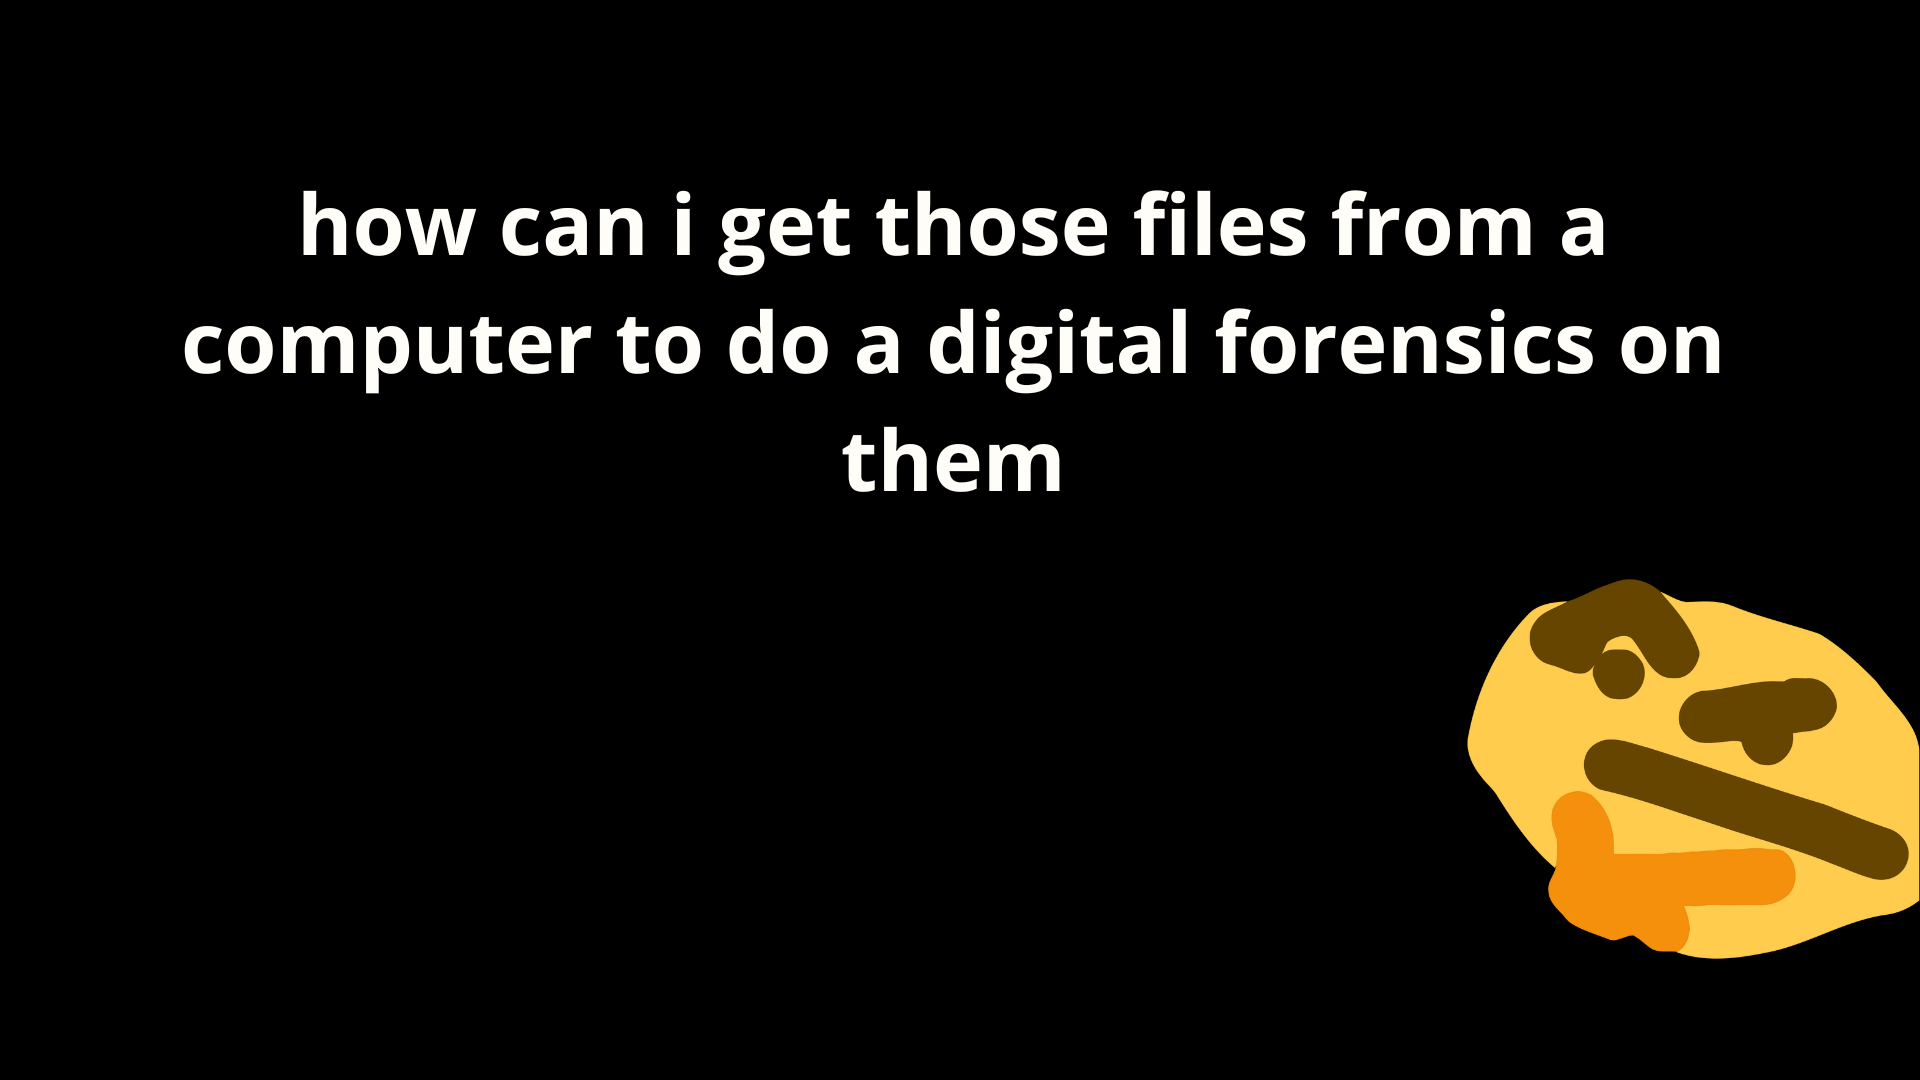 how can i get those files from a
computer to do a digital forensics on
them